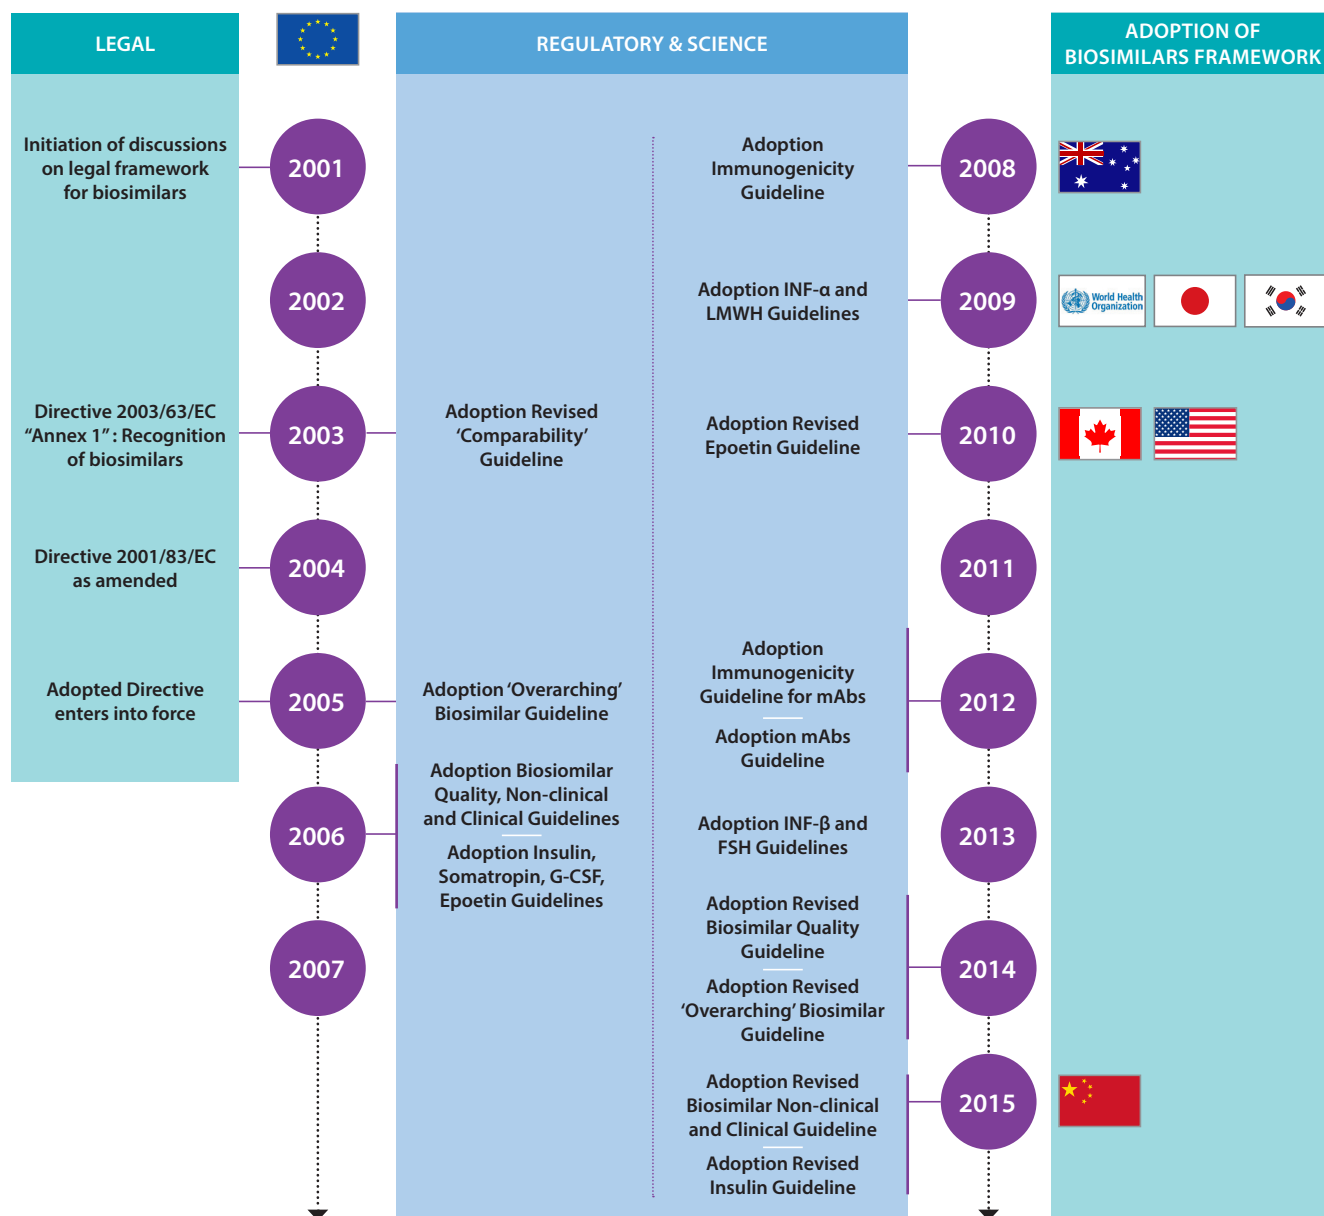 LEGAL
REGULATORY & SCIENCE
ADOPTION OF
BIOSIMILARS FRAMEWORK
Initiation of discussions
on legal framework
for biosimilars
2001
2002
Directive 2003/63/EC
“Annex 1” : Recognition
of biosimilars
2003
Adoption Revised
‘Comparability’
Guideline
Directive 2001/83/EC
as amended
2004
Adopted Directive
enters into force
2005
Adoption ‘Overarching’
Biosimilar Guideline
2006
Adoption Biosiomilar
Quality, Non-clinical
and Clinical Guidelines
Adoption Insulin,
Somatropin, G-CSF,
Epoetin Guidelines
2007
Adoption
Immunogenicity
Guideline
2008
Adoption INF-α and
LMWH Guidelines
2009
World Health
Organization
Adoption Revised
Epoetin Guideline
2010
2011
Adoption
Immunogenicity
Guideline for mAbs
Adoption mAbs
Guideline
2012
Adoption INF-β and
FSH Guidelines
2013
Adoption Revised
Biosimilar Quality
Guideline
Adoption Revised
‘Overarching’ Biosimilar
Guideline
2014
Adoption Revised
Biosimilar Non-clinical
and Clinical Guideline
Adoption Revised
Insulin Guideline
2015